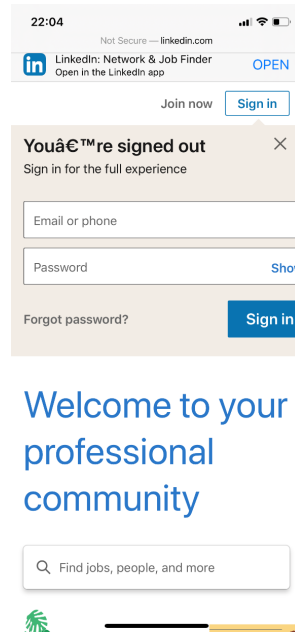 22:04
Not Secure — linkedin.com
in
LinkedIn: Network & Job Finder
Open in the LinkedIn app
OPEN
Join now
Sign in
Youâ€™re signed out
Sign in for the full experience
Email or phone
Password
Show
Forgot password?
Sign in
Welcome to your
professional
community
Find jobs, people, and more